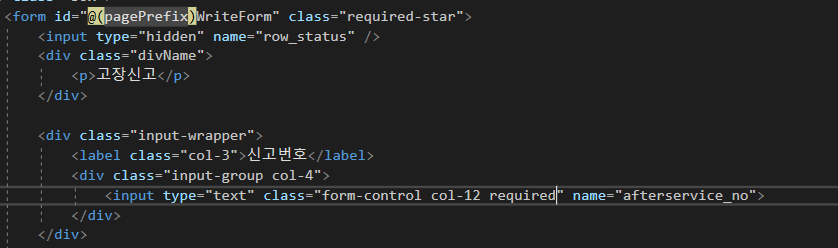 <form id="@(pagePrefix)WriteForm" class="required-star">
<input type="hidden" name="row_status" />
<div class="divName">
<p>고장신고</p>
</div>
<div class="input-wrapper">
<label class="col-3">신고번호</label>
<div class="input-group col-4">
<input type="text" class="form-control col-12 required" name="afterservice_no">
</div>
</div>